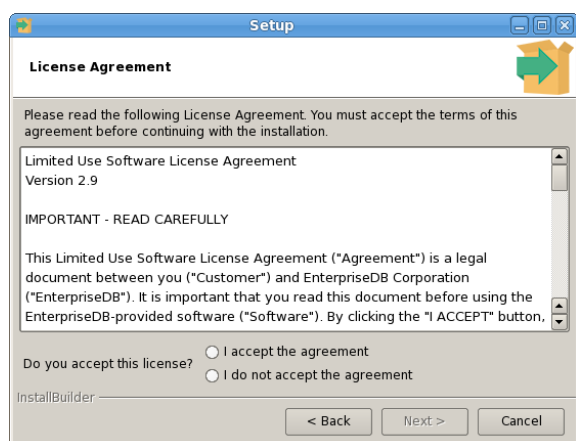 Setup
License Agreement
Please read the following License Agreement. You must accept the terms of this
agreement before continuing with the installation.
Limited Use Software License Agreement
Version 2.9
IMPORTANT - READ CAREFULLY
This Limited Use Software License Agreement ("Agreement") is a legal
document between you ("Customer") and EnterpriseDB Corporation
("EnterpriseDB"). It is important that you read this document before using the
EnterpriseDB-provided software ("Software"). By clicking the "I ACCEPT" button,
Do you accept this license?
I accept the agreement
I do not accept the agreement
InstallBuilder
< Back
Next >
Cancel